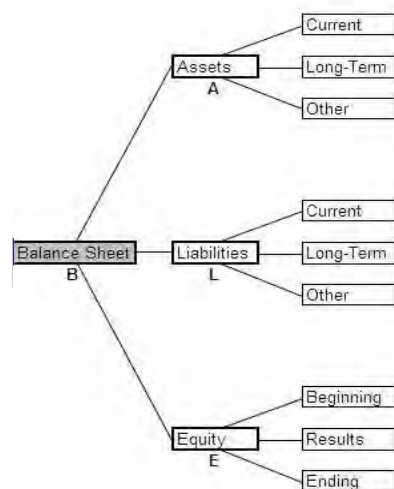 Current
Assets
Long-Term
A
Other
Current
Balance Sheet
Liabilities
Long-Term
B
L
Other
Beginning
Equity
Results
E
Ending